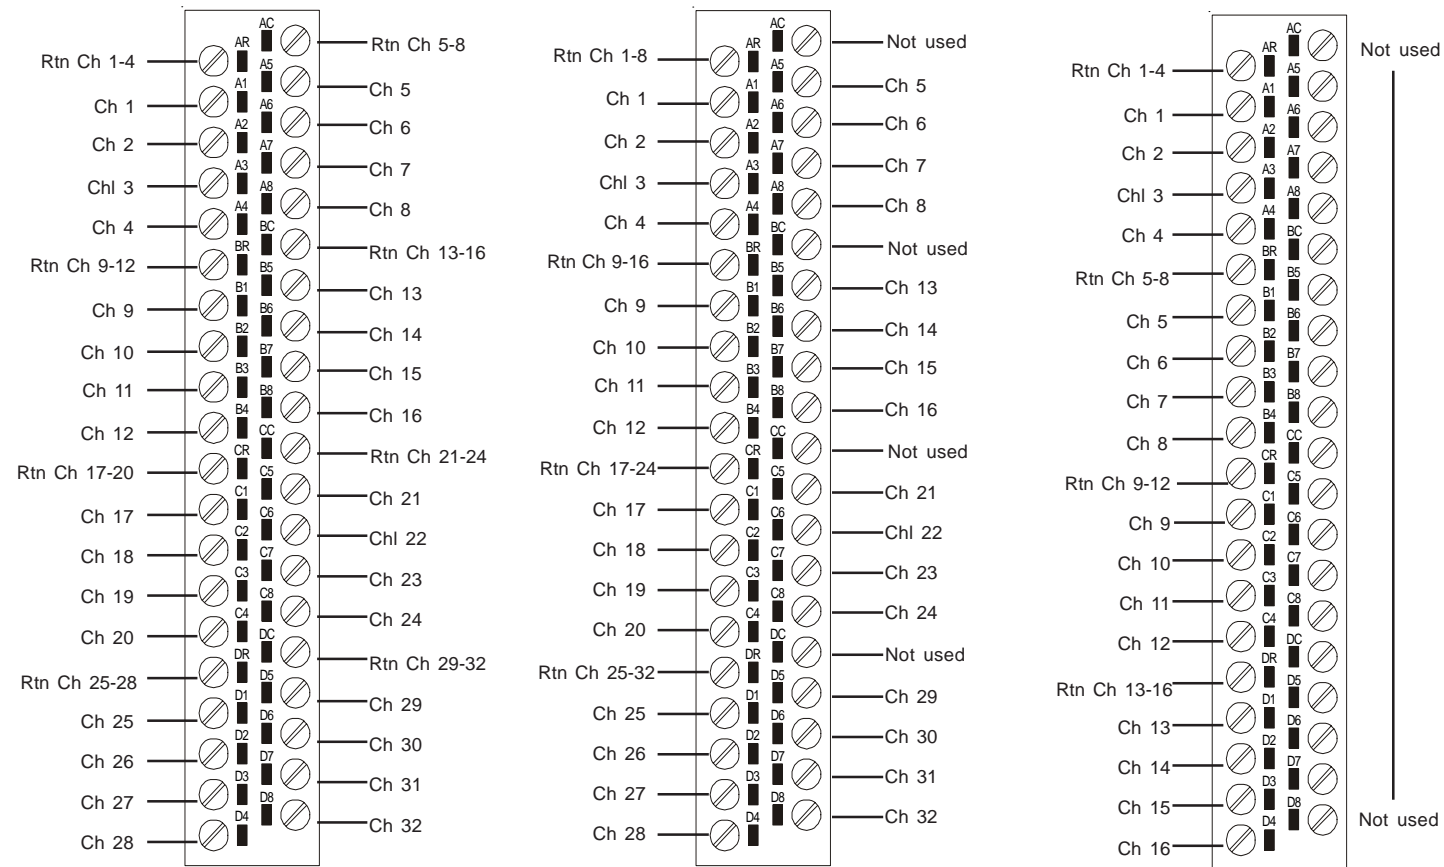 AC
Rtn Ch 5-8
AR
Rtn Ch 1-4
A5
Ch 5
A1
Ch 1
A6
Ch 6
A2
Ch 2
A7
Ch 7
A3
Chl 3
A8
Ch 8
A4
Ch 4
BC
Rtn Ch 13-16
BR
Rtn Ch 9-12
B5
Ch 13
B1
Ch 9
B6
Ch 14
B2
Ch 10
B7
Ch 15
B3
Ch 11
B8
Ch 16
B4
Ch 12
CC
Rtn Ch 21-24
CR
Rtn Ch 17-20
C5
Ch 21
C1
Ch 17
C6
Chl 22
C2
Ch 18
C7
Ch 23
C3
Ch 19
C8
Ch 24
C4
Ch 20
DC
Rtn Ch 29-32
DR
Rtn Ch 25-28
D5
Ch 29
D1
Ch 25
D6
Ch 30
D2
Ch 26
D7
Ch 31
D3
Ch 27
D8
Ch 32
D4
Ch 28
AC
Not used
AR
Rtn Ch 1-8
A5
Ch 5
A1
Ch 1
A6
Ch 6
A2
Ch 2
A7
Ch 7
A3
Chl 3
A8
Ch 8
A4
Ch 4
BC
Not used
BR
Rtn Ch 9-16
B5
Ch 13
B1
Ch 9
B6
Ch 14
B2
Ch 10
B7
Ch 15
B3
Ch 11
B8
Ch 16
B4
Ch 12
CC
Not used
CR
Rtn Ch 17-24
C5
Ch 21
C1
Ch 17
C6
Chl 22
C2
Ch 18
C7
Ch 23
C3
Ch 19
C8
Ch 24
C4
Ch 20
DC
Not used
DR
Rtn Ch 25-32
D5
Ch 29
D1
Ch 25
D6
Ch 30
D2
Ch 26
D7
Ch 31
D3
Ch 27
D8
Ch 32
D4
Ch 28
AC
Not used
AR
Rtn Ch 1-4
A5
A1
Ch 1
A6
A2
Ch 2
A7
A3
Chl 3
A8
A4
Ch 4
BC
BR
Rtn Ch 5-8
B5
B1
Ch 5
B6
B2
Ch 6
B7
B3
Ch 7
B8
B4
Ch 8
CC
CR
Rtn Ch 9-12
C5
C1
Ch 9
C6
C2
Ch 10
C7
C3
Ch 11
C8
C4
Ch 12
DC
DR
Rtn Ch 13-16
D5
D1
Ch 13
D6
D2
Ch 14
D7
D3
Ch 15
D8
Not used
D4
Ch 16